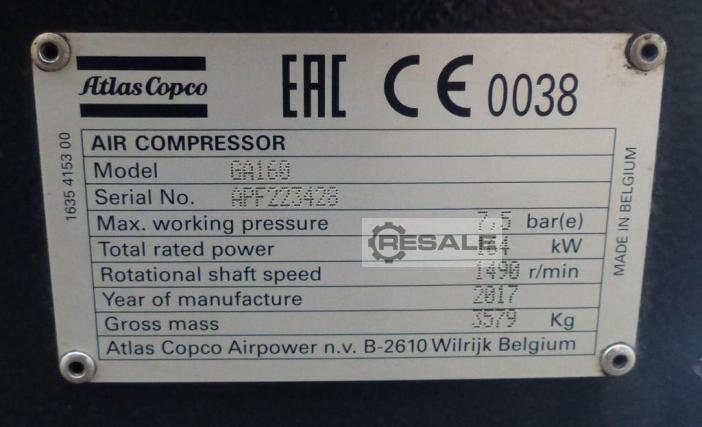 Atlas Copco
EAC CE 0038
1635 4153 00
AIR COMPRESSOR
Model GA160
Serial No. APF223428
Max. working pressure 7,5 bar(e)
RESALE
Total rated power 164 kW
Rotational shaft speed 1490 r/min
Year of manufacture 2017
Gross mass 3579 Kg
Atlas Copco Airpower n.v. B-2610 Wilrijk Belgium
MADE IN BELGIUM